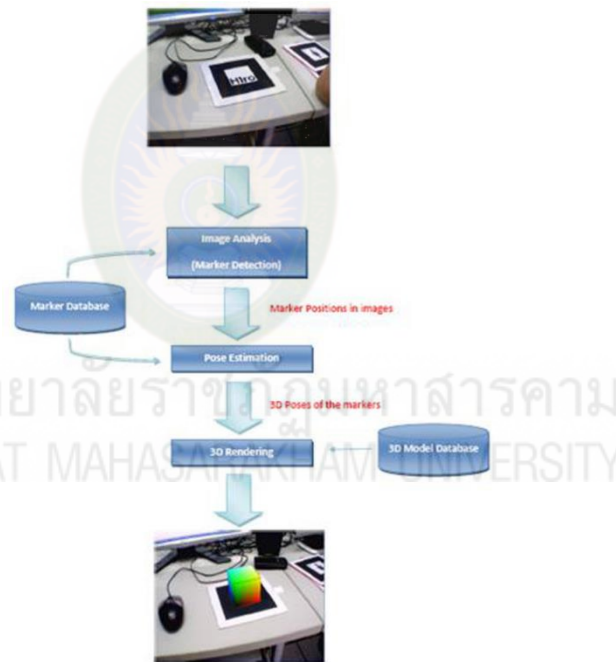 H1ro
Image Analysis
(Marker Detection)
Marker Database
Marker Positions in images
Pose Estimation
3D Poses of the markers
3D Rendering
3D Model Database
ยาลัยราชภัฏมหาสารคาม
AT MAHASARAKHAM UNIVERSITY